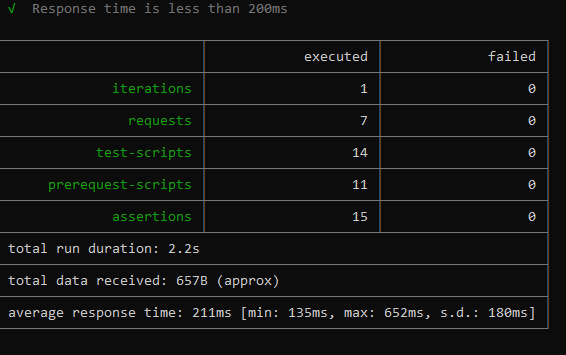 √ Response time is less than 200ms
executed failed
iterations 1 0
requests 7 0
test-scripts 14 0
prerequest-scripts 11 0
assertions 15 0
total run duration: 2.2s
total data received: 657B (approx)
average response time: 211ms [min: 135ms, max: 652ms, s.d.: 180ms]